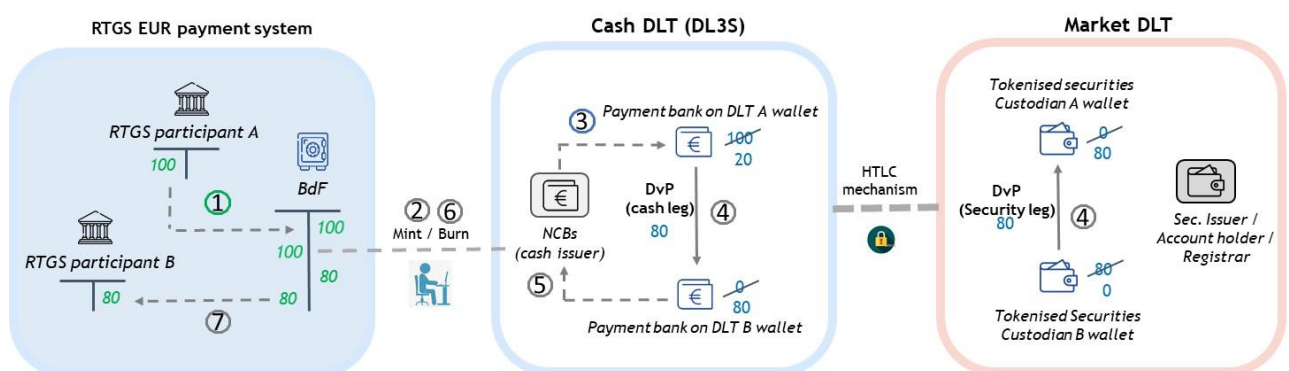 RTGS EUR payment system
Cash DLT (DL3S)
Market DLT
RTGS participant A
100
①
BdF
100
100
80
80
RTGS participant B
80
⑦
② ⑥
Mint / Burn
③
Payment bank on DLT A wallet
€
100
20
€
NCBs
(cash issuer)
DvP
(cash leg)
80
④
⑤
€
0
80
Payment bank on DLT B wallet
HTLC
mechanism
Tokenised securities
Custodian A wallet
0
80
DvP
(Security leg)
80
④
80
0
Tokenised Securities
Custodian B wallet
Sec. Issuer /
Account holder /
Registrar